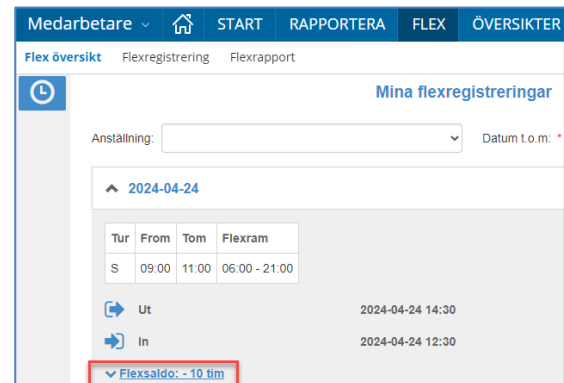 Medarbetare START RAPPORTERA FLEX ÖVERSIKTER
Flex översikt Flexregistrering Flexrapport
Mina flexregistreringar
Anställning: Datum t.o.m: *
2024-04-24
Tur From Tom Flexram
S 09:00 11:00 06:00 - 21:00
Ut 2024-04-24 14:30
In 2024-04-24 12:30
Flexsaldo: - 10 tim